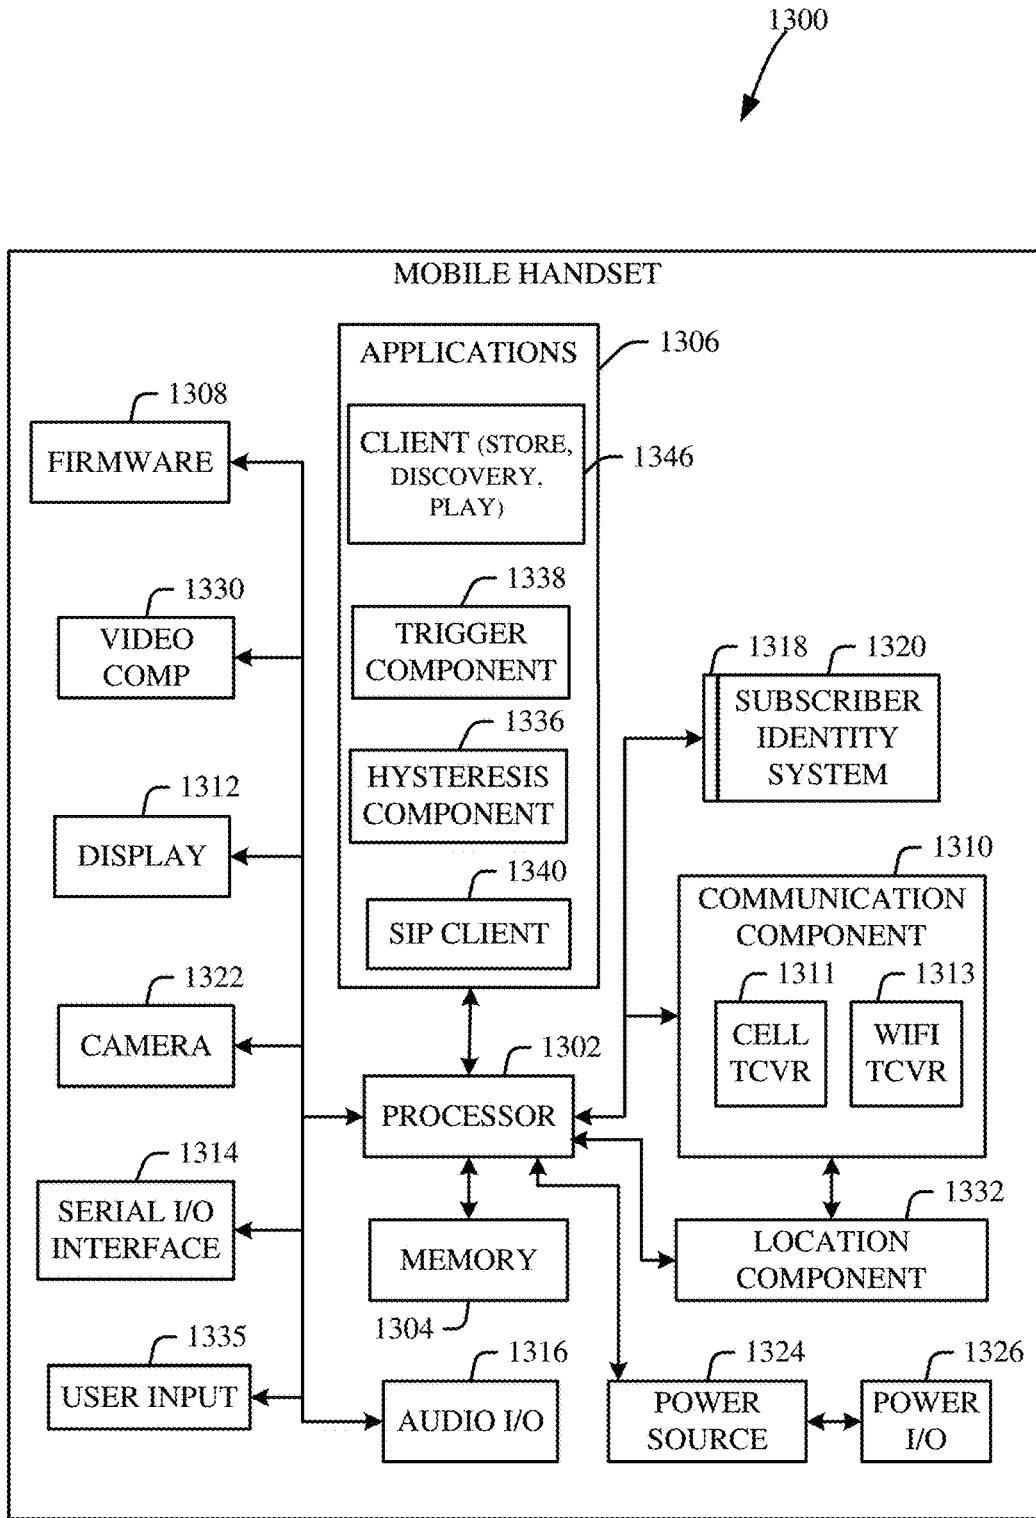 1300
MOBILE HANDSET
APPLICATIONS
1306
1308
FIRMWARE
CLIENT (STORE,
DISCOVERY,
PLAY)
1346
1330
VIDEO
COMP
1338
TRIGGER
COMPONENT
1318
1320
SUBSCRIBER
IDENTITY
SYSTEM
1336
HYSTERESIS
COMPONENT
1312
DISPLAY
1340
SIP CLIENT
1310
COMMUNICATION
COMPONENT
1311
CELL
TCVR
1313
WIFI
TCVR
1322
CAMERA
1302
PROCESSOR
1314
SERIAL I/O
INTERFACE
MEMORY
1304
1332
LOCATION
COMPONENT
1335
USER INPUT
1316
AUDIO I/O
1324
POWER
SOURCE
1326
POWER
I/O